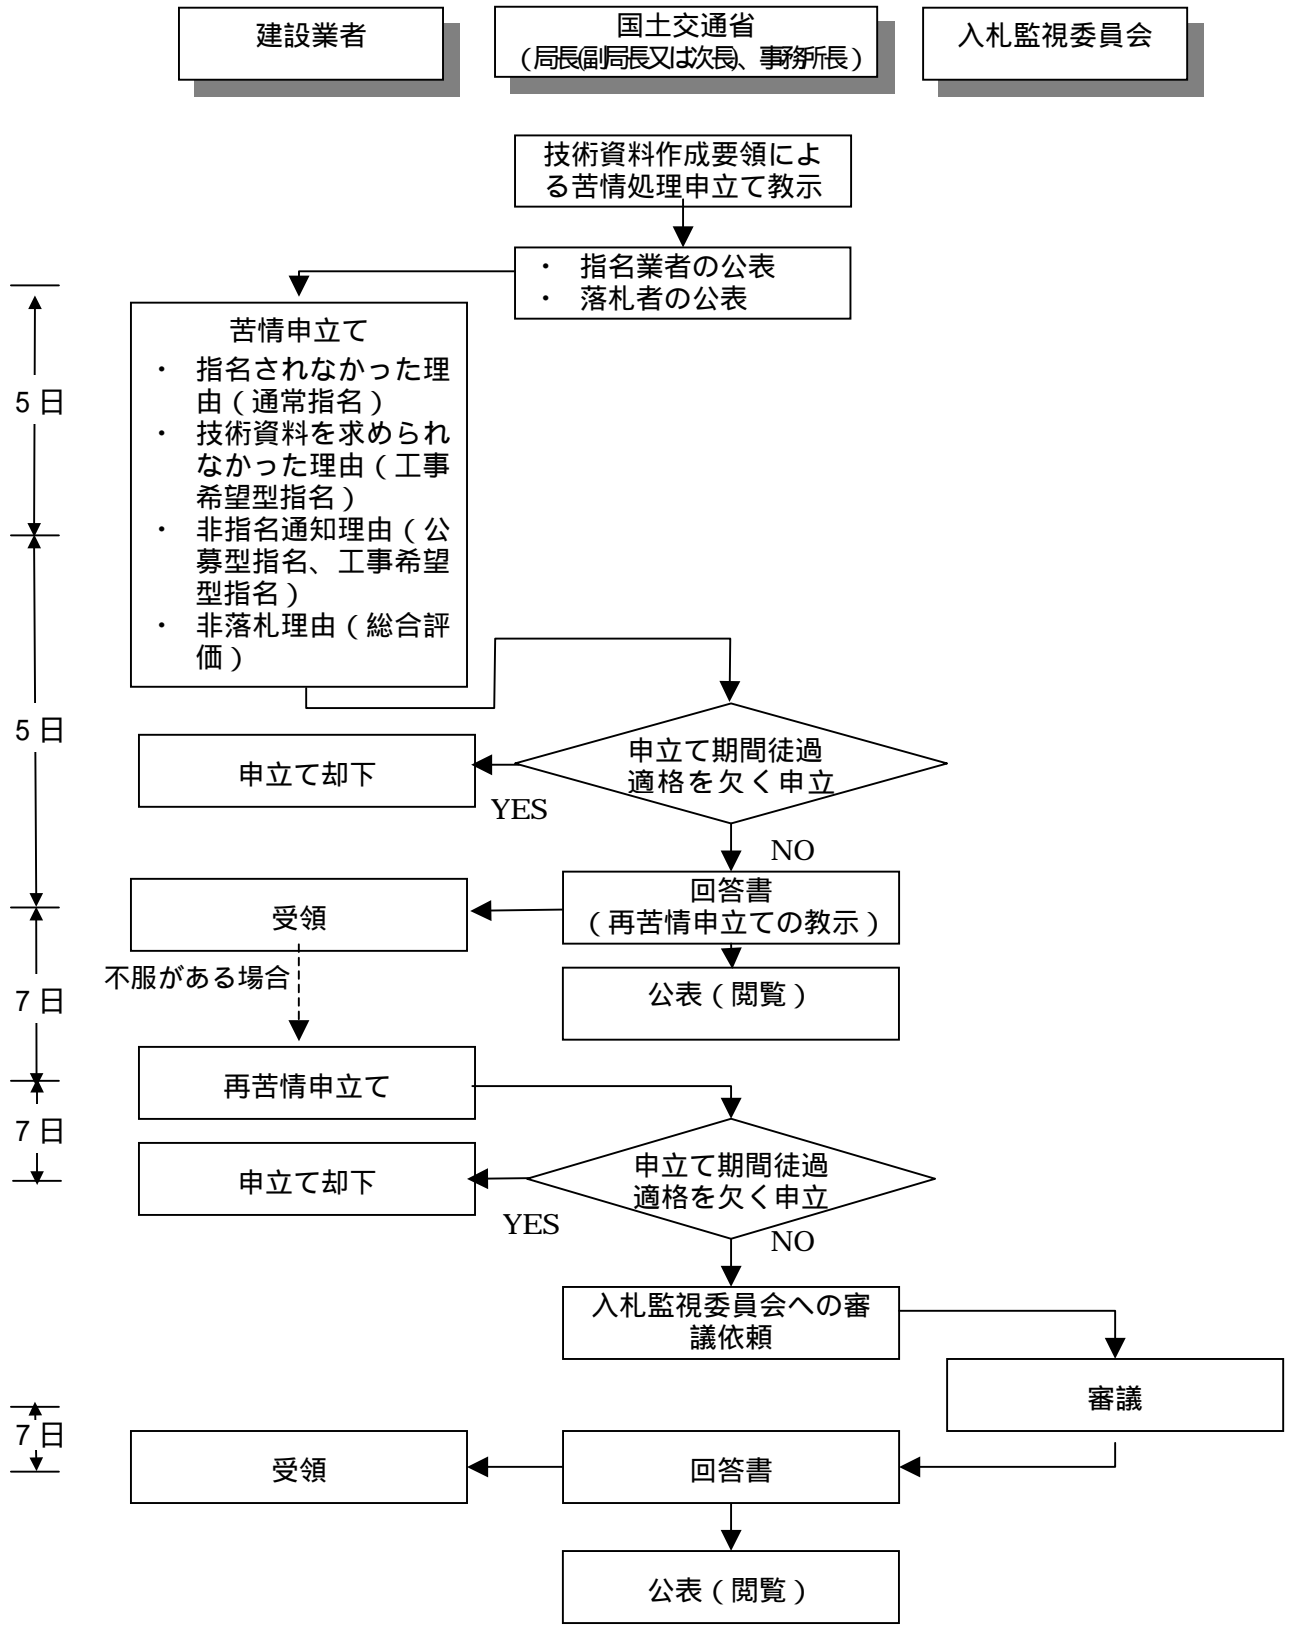 建設業者
国土交通省
（局長(副局長又は次長)、事務所長）
入札監視委員会
技術資料作成要領によ
る苦情処理申立て教示
・ 指名業者の公表
・ 落札者の公表
苦情申立て
・ 指名されなかった理
由（通常指名）
・ 技術資料を求められ
なかった理由（工事
希望型指名）
・ 非指名通知理由（公
募型指名、工事希望
型指名）
・ 非落札理由（総合評
価）
5日
5日
申立て期間徒過
適格を欠く申立
申立て却下
YES
NO
回答書
（再苦情申立ての教示）
受領
不服がある場合
公表（閲覧）
7日
再苦情申立て
7日
申立て期間徒過
適格を欠く申立
申立て却下
YES
NO
入札監視委員会への審
議依頼
審議
7日
受領
回答書
公表（閲覧）